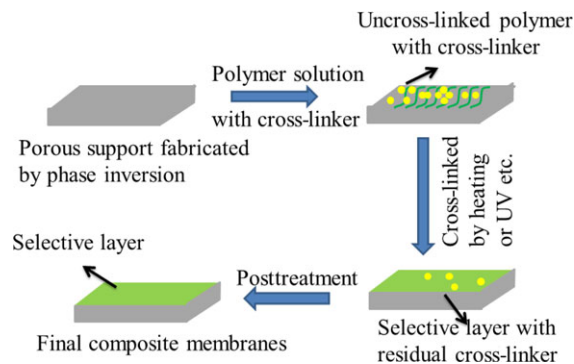 Uncross-linked polymer
with cross-linker
Polymer solution
with cross-linker
Porous support fabricated
by phase inversion
Cross-linked
by heating
or UV etc.
Selective layer
Posttreatment
Final composite membranes
Selective layer with
residual cross-linker